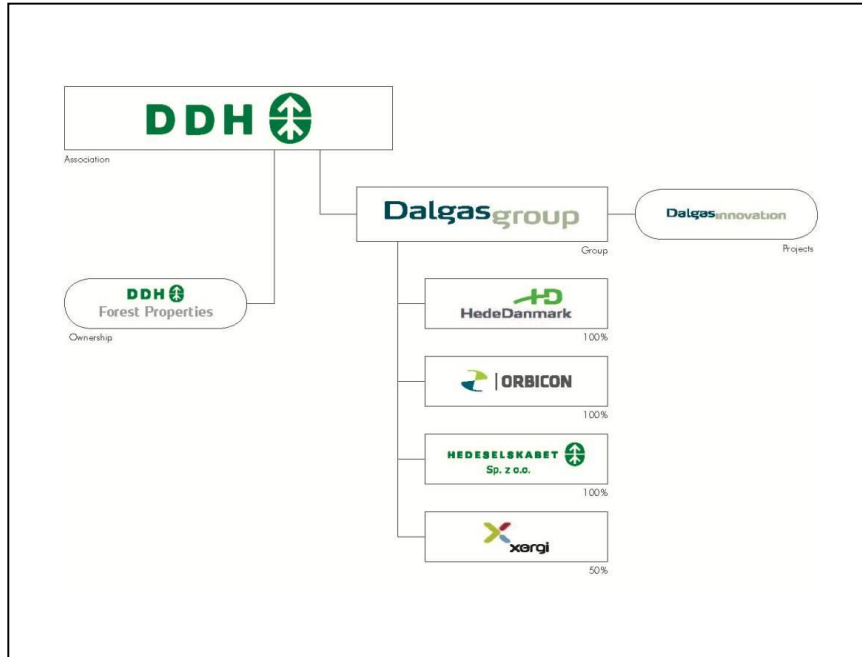 DDH
Association
Dalgasgroup
Group
Dalgasinnovation
Projects
DDH
Forest Properties
Ownership
HD
HedeDanmark
100%
ORBICON
100%
HEDESELSKABET
Sp. z o.o.
100%
xergi
50%